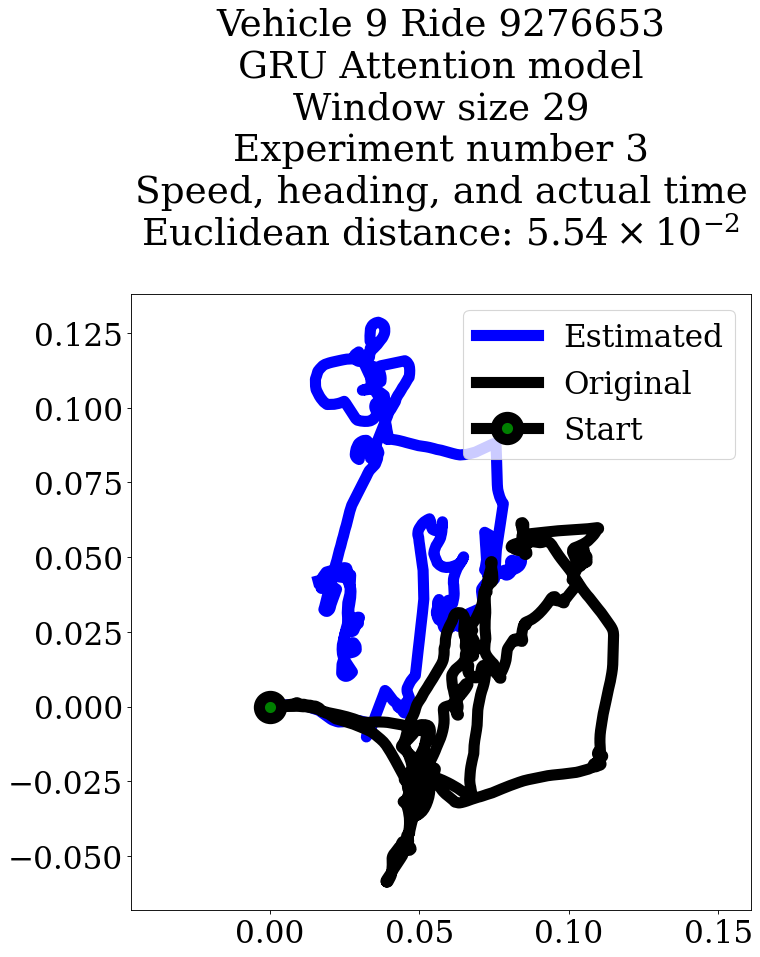 Vehicle 9 Ride 9276653
GRU Attention model
Window size 29
Experiment number 3
Speed, heading, and actual time
Euclidean distance: 5.54 × 10⁻²
Estimated
Original
Start
0.125
0.100
0.075
0.050
0.025
0.000
−0.025
−0.050
0.00 0.05 0.10 0.15